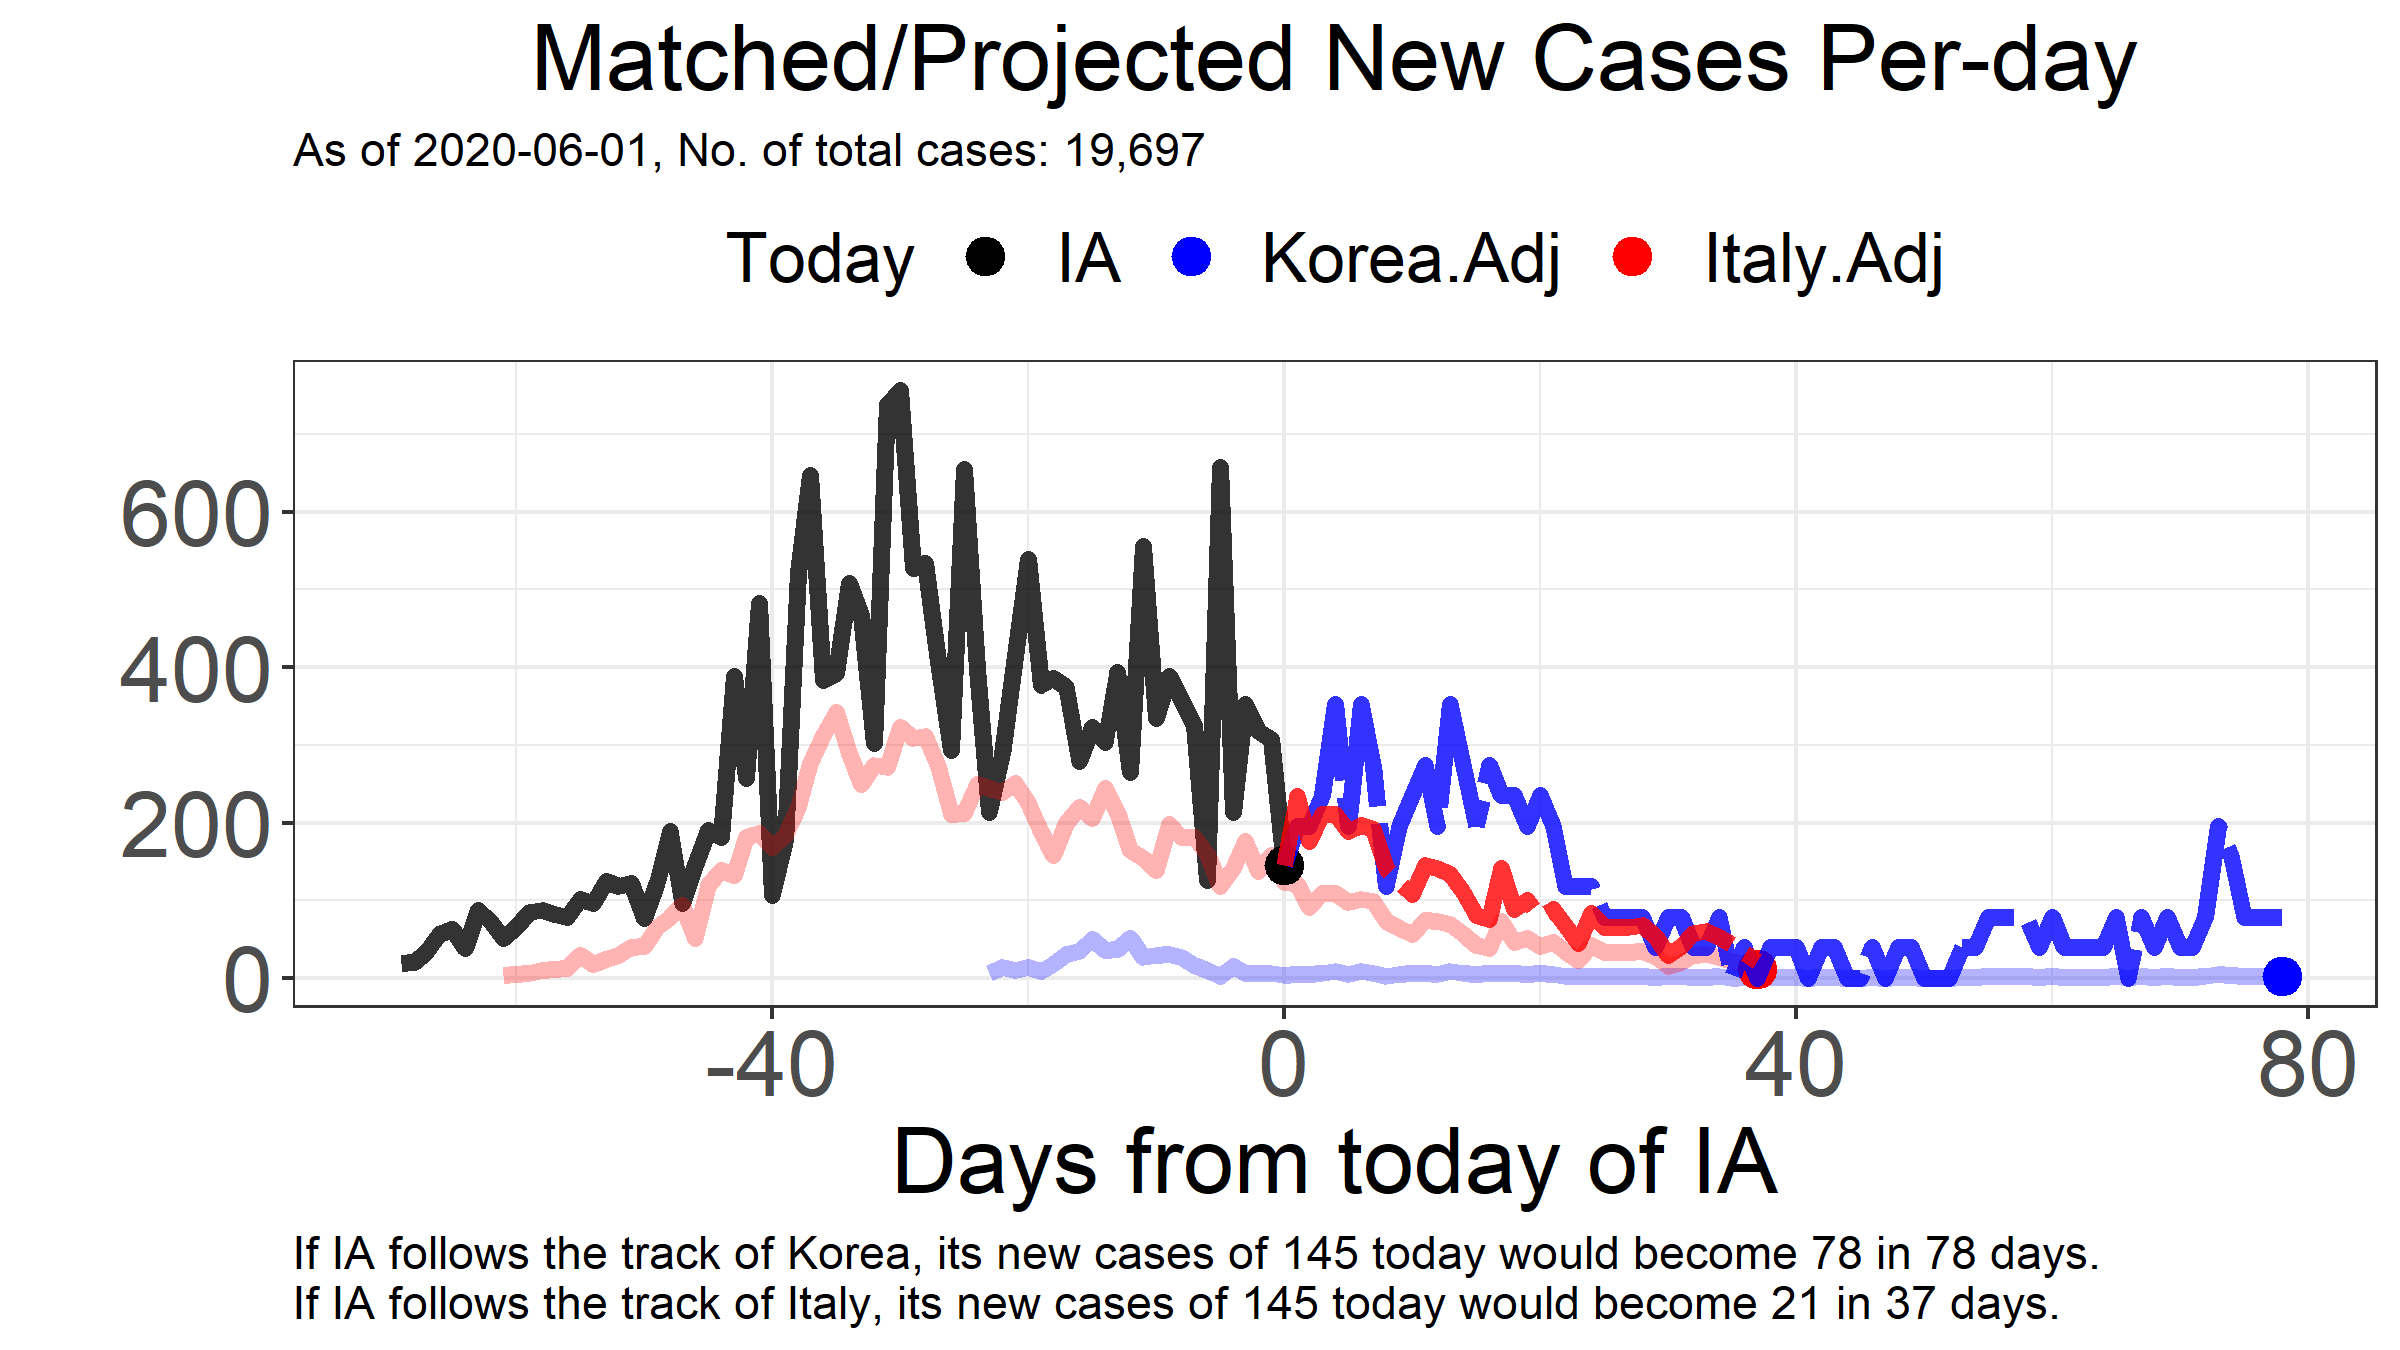 Matched/Projected New Cases Per-day
As of 2020-06-01, No. of total cases: 19,697
Today IA Korea.Adj Italy.Adj
600
400
200
0
-40 0 40 80
Days from today of IA
If IA follows the track of Korea, its new cases of 145 today would become 78 in 78 days.
If IA follows the track of Italy, its new cases of 145 today would become 21 in 37 days.